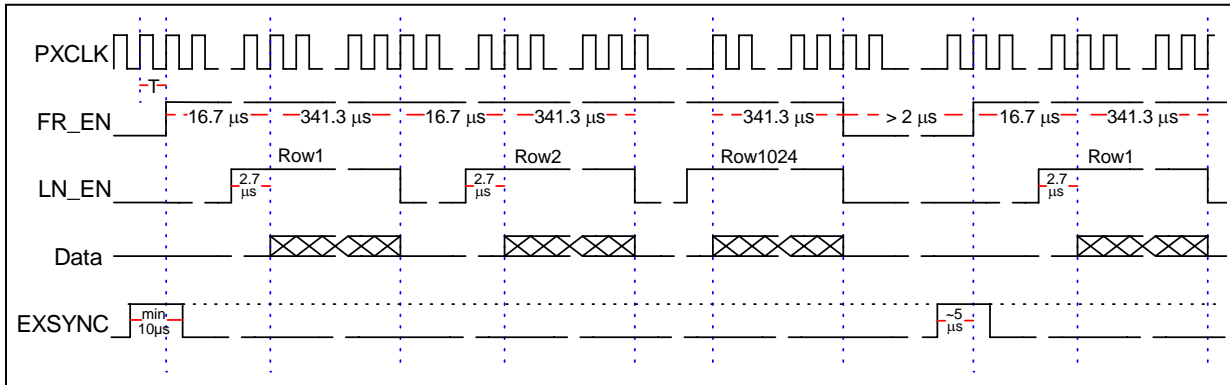 PXCLK
T
FR_EN
16.7 µs 341.3 µs 16.7 µs 341.3 µs 341.3 µs > 2 µs 16.7 µs 341.3 µs
LN_EN
Row1 Row2 Row1024 Row1
2.7 µs
2.7 µs
2.7 µs
Data
EXSYNC
min
10µs
~5
µs